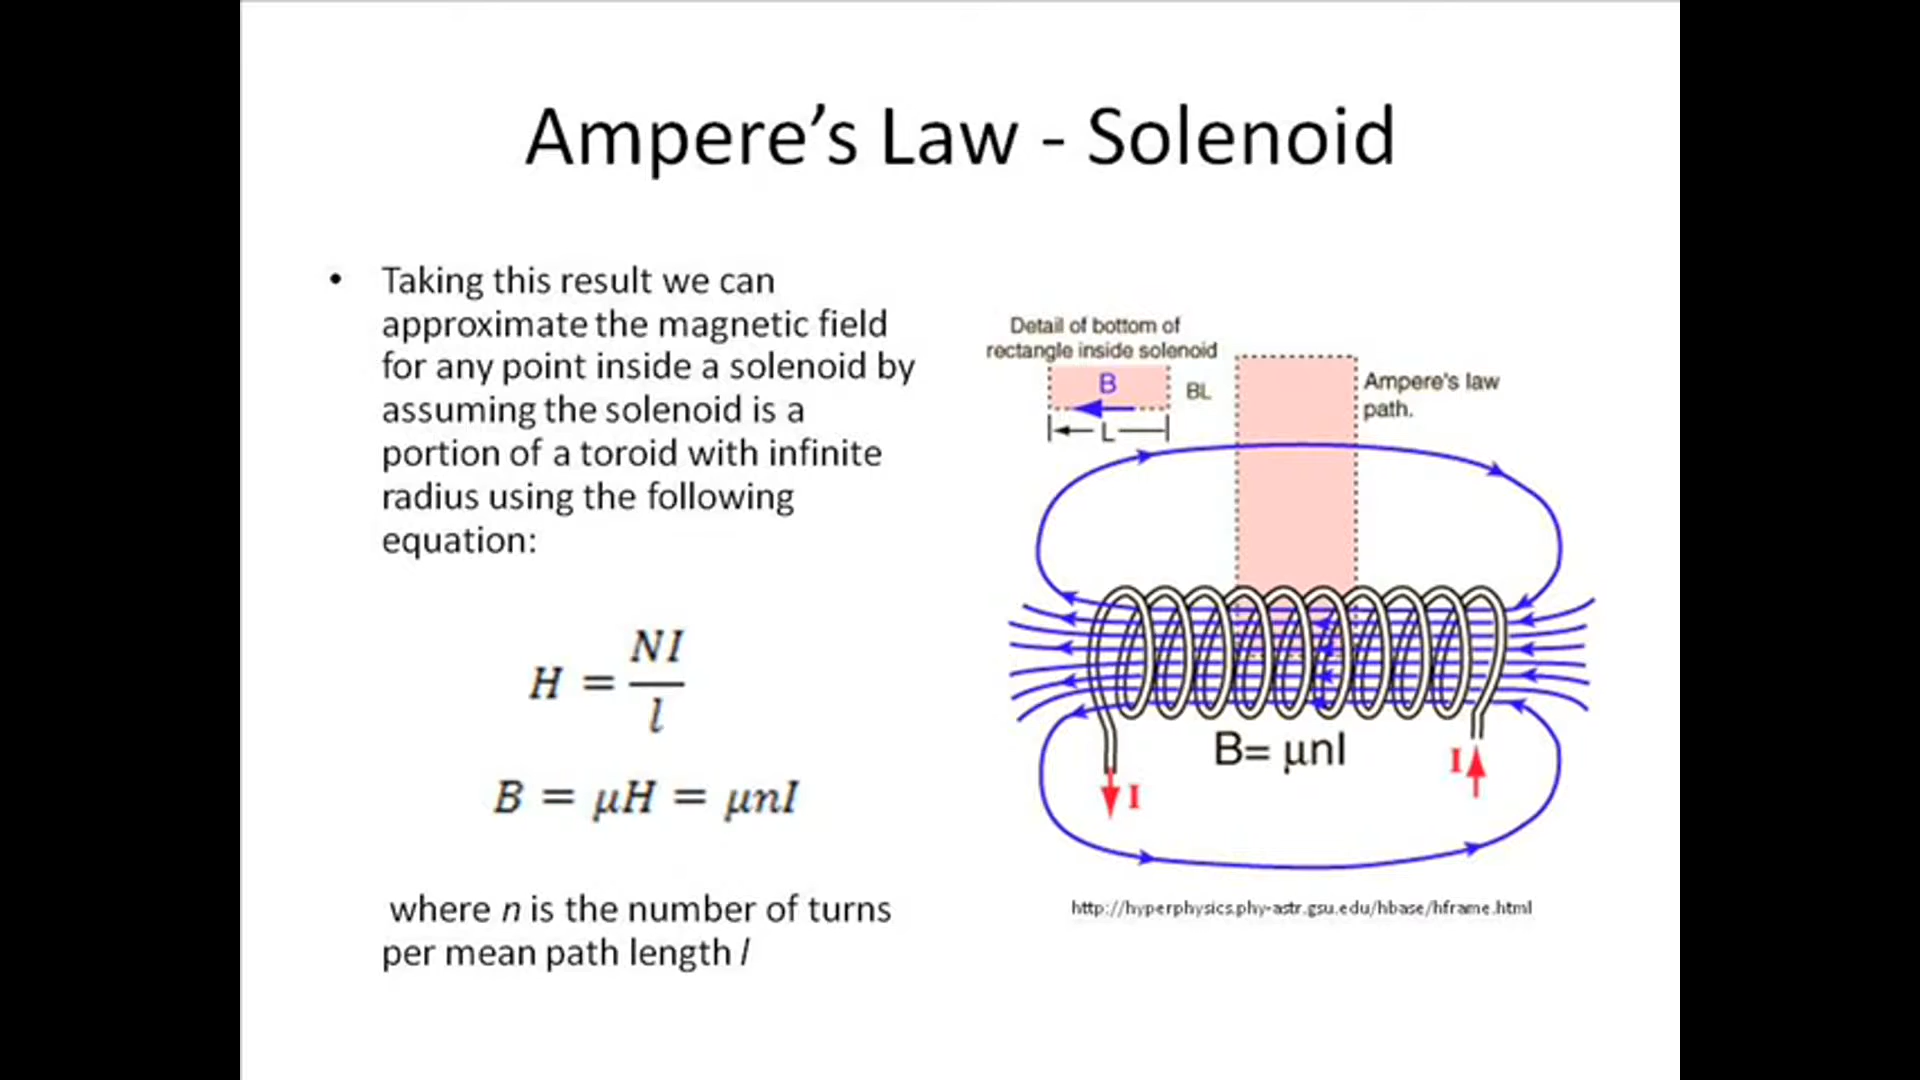 Ampere’s Law - Solenoid
• Taking this result we can
approximate the magnetic field
for any point inside a solenoid by
assuming the solenoid is a
portion of a toroid with infinite
radius using the following
equation:
H = NI / l
B = μH = μnI
where n is the number of turns
per mean path length l
Detail of bottom of
rectangle inside solenoid
B
BL
L
Ampere's law
path.
B= μnI
I
I
http://hyperphysics.phy-astr.gsu.edu/hbase/hframe.html